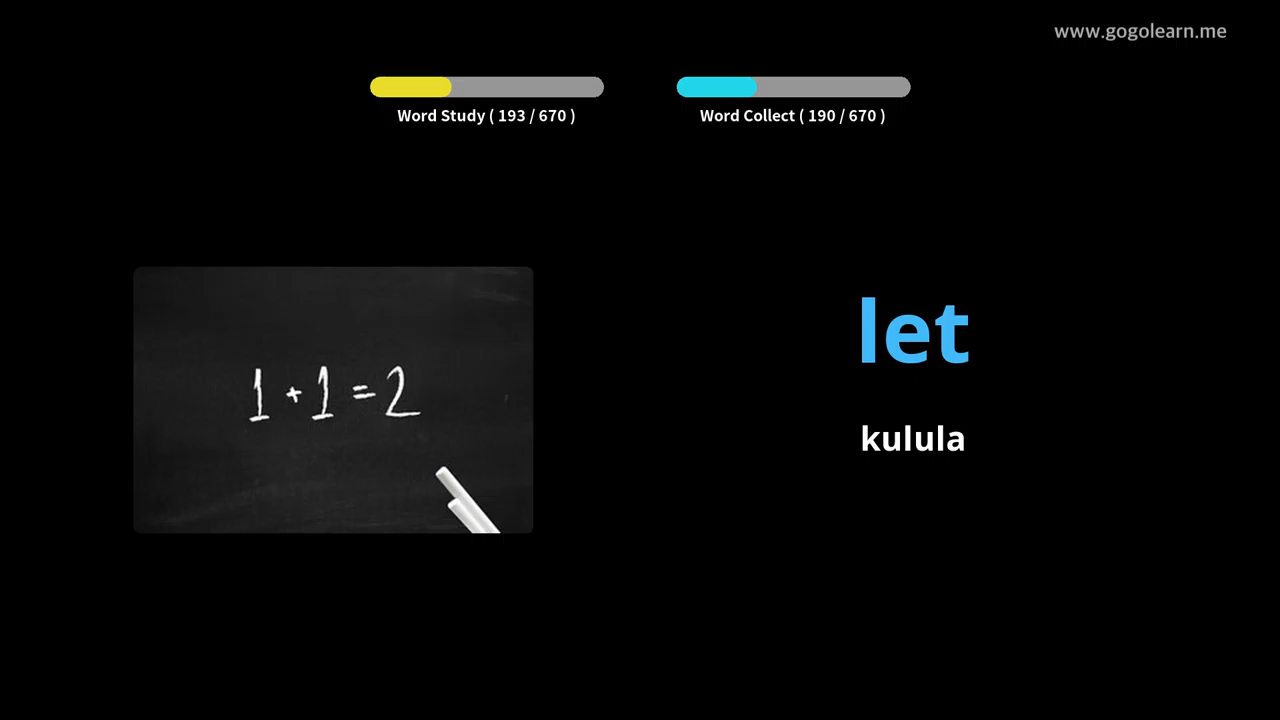 www.gogolearn.me
Word Study ( 193 / 670 )
Word Collect ( 190 / 670 )
1 + 1 = 2
let
kulula